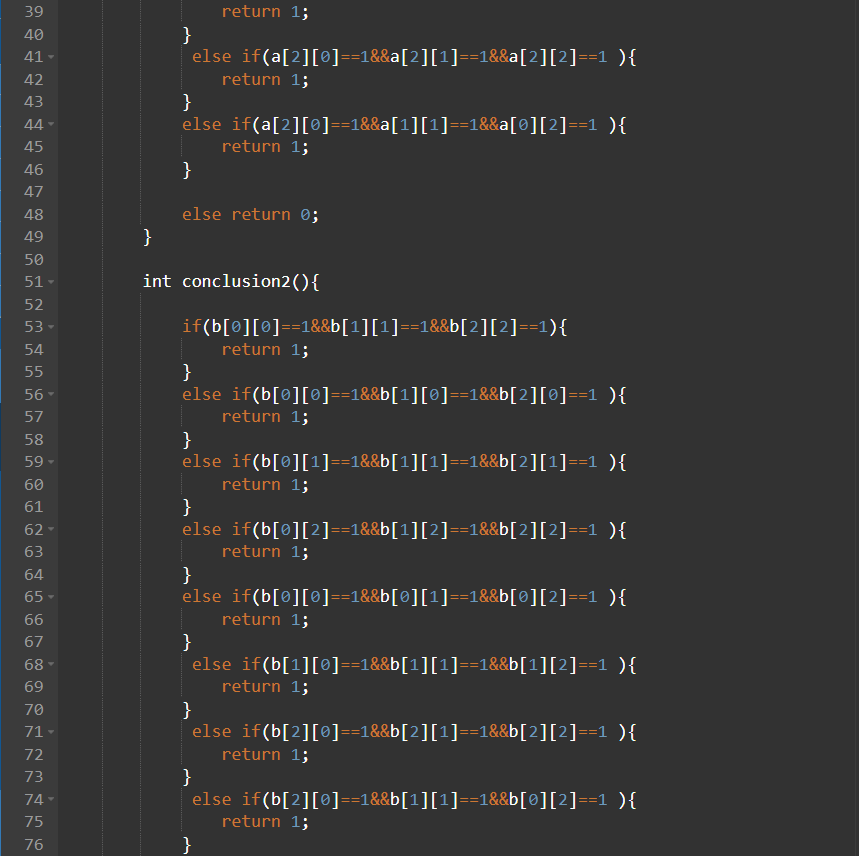 39 return 1;
40 }
41 else if(a[2][0]==1&&a[2][1]==1&&a[2][2]==1 ){
42 return 1;
43 }
44 else if(a[2][0]==1&&a[1][1]==1&&a[0][2]==1 ){
45 return 1;
46 }
47
48 else return 0;
49 }
50
51 int conclusion2(){
52
53 if(b[0][0]==1&&b[1][1]==1&&b[2][2]==1){
54 return 1;
55 }
56 else if(b[0][0]==1&&b[1][0]==1&&b[2][0]==1 ){
57 return 1;
58 }
59 else if(b[0][1]==1&&b[1][1]==1&&b[2][1]==1 ){
60 return 1;
61 }
62 else if(b[0][2]==1&&b[1][2]==1&&b[2][2]==1 ){
63 return 1;
64 }
65 else if(b[0][0]==1&&b[0][1]==1&&b[0][2]==1 ){
66 return 1;
67 }
68 else if(b[1][0]==1&&b[1][1]==1&&b[1][2]==1 ){
69 return 1;
70 }
71 else if(b[2][0]==1&&b[2][1]==1&&b[2][2]==1 ){
72 return 1;
73 }
74 else if(b[2][0]==1&&b[1][1]==1&&b[0][2]==1 ){
75 return 1;
76 }